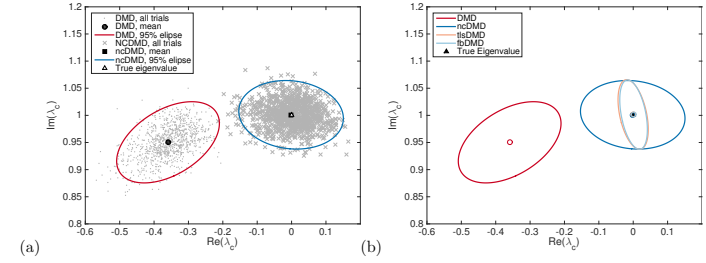 1.2
1.15
1.1
1.05
1
0.95
0.9
0.85
0.8
Im(λc)
DMD, all trials
DMD, mean
DMD, 95% elipse
NCDMD, all trials
ncDMD, mean
ncDMD, 95% elipse
True eigenvalue
-0.6 -0.5 -0.4 -0.3 -0.2 -0.1 0 0.1
Re(λc)
(a)
1.2
1.15
1.1
1.05
1
0.95
0.9
0.85
0.8
Im(λc)
DMD
ncDMD
tlsDMD
fbDMD
True Eigenvalue
-0.6 -0.5 -0.4 -0.3 -0.2 -0.1 0 0.1
Re(λc)
(b)